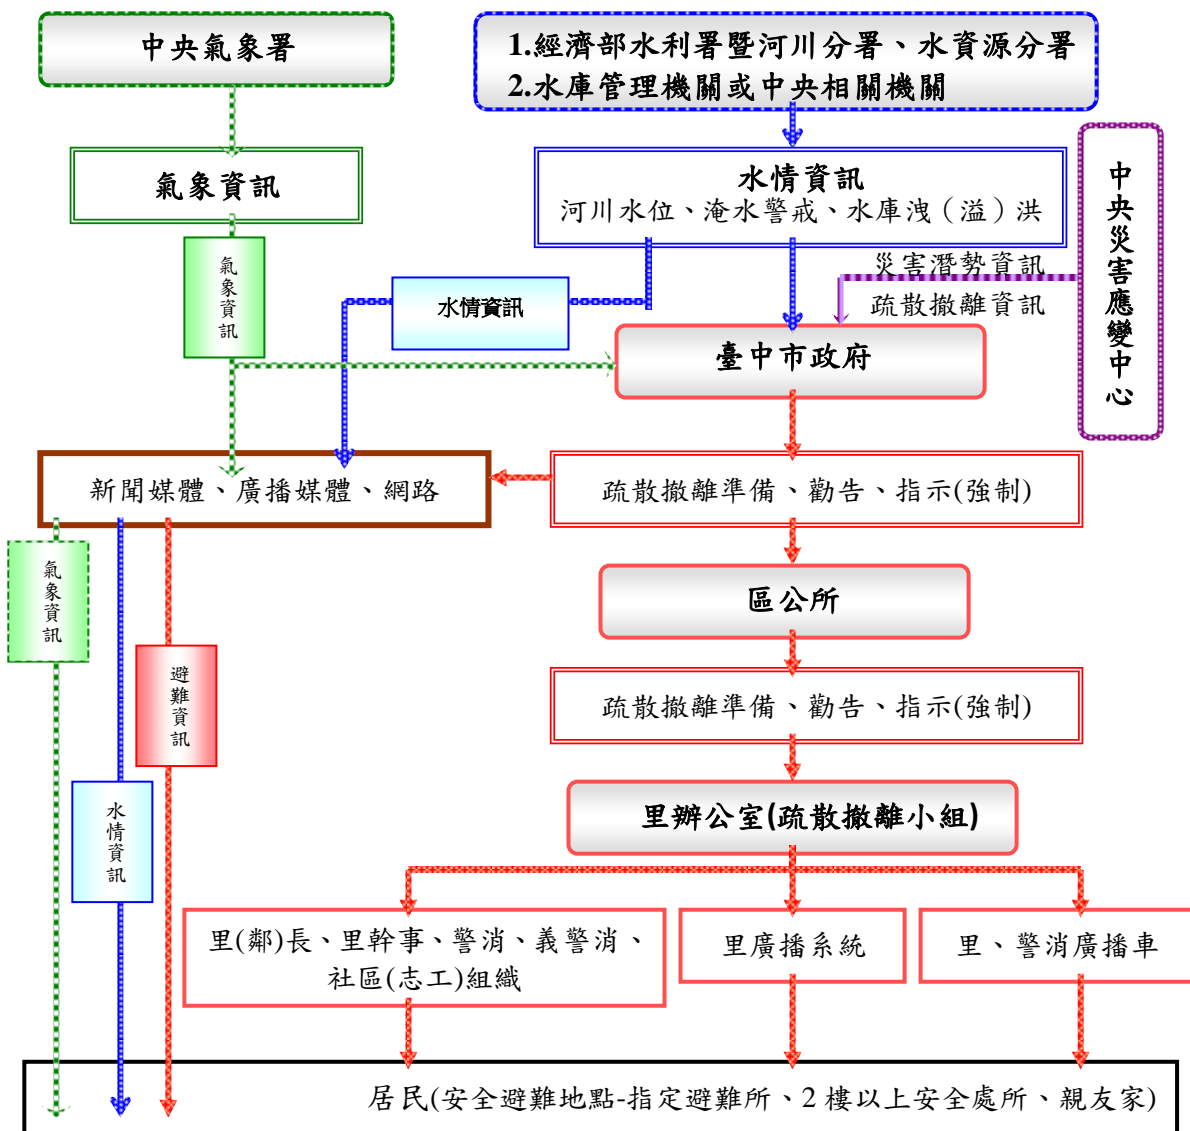 中央氣象署
1.經濟部水利署暨河川分署、水資源分署
2.水庫管理機關或中央相關機關
氣象資訊
水情資訊
河川水位、淹水警戒、水庫洩（溢）洪
中央災害應變中心
氣象資訊
水情資訊
災害潛勢資訊
疏散撤離資訊
臺中市政府
新聞媒體、廣播媒體、網路
疏散撤離準備、勸告、指示(強制)
氣象資訊
區公所
避難資訊
疏散撤離準備、勸告、指示(強制)
水情資訊
里辦公室(疏散撤離小組)
里(鄰)長、里幹事、警消、義警消、
社區(志工)組織
里廣播系統
里、警消廣播車
居民(安全避難地點-指定避難所、2 樓以上安全處所、親友家)